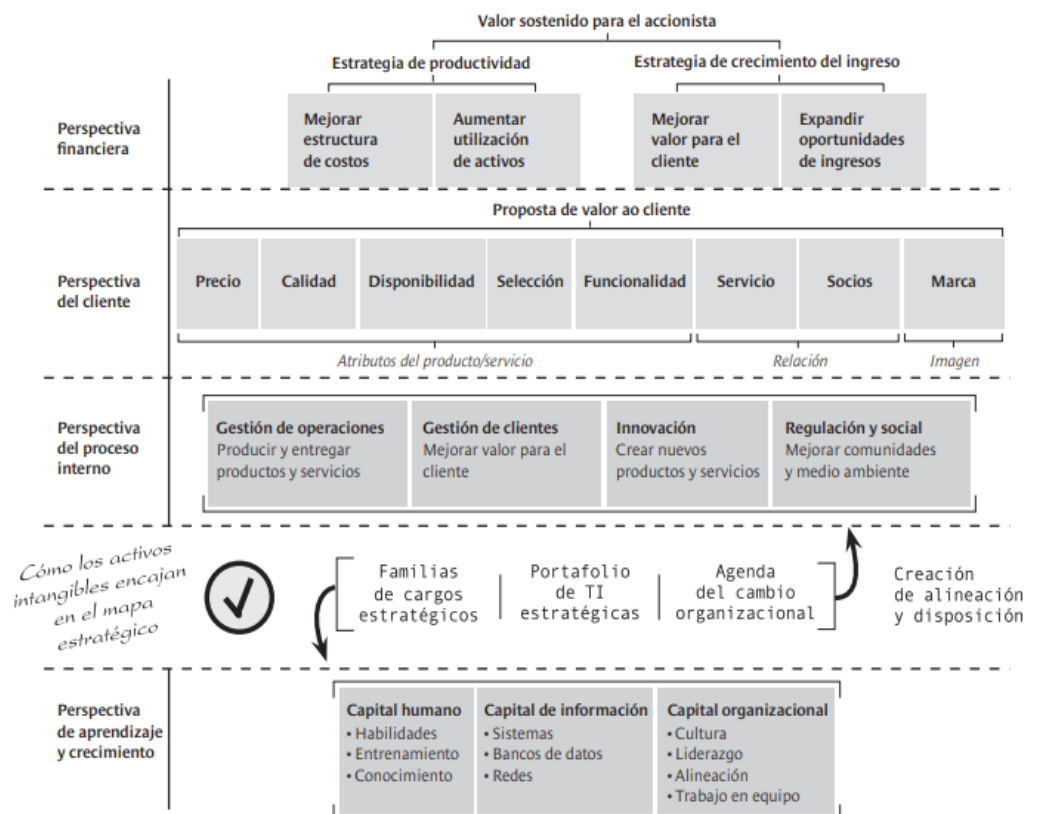 Valor sostenido para el accionista
Estrategia de productividad
Estrategia de crecimiento del ingreso
Perspectiva
financiera
Mejorar
estructura
de costos
Aumentar
utilización
de activos
Mejorar
valor para el
cliente
Expandir
oportunidades
de ingresos
Proposta de valor ao cliente
Perspectiva
del cliente
Precio
Calidad
Disponibilidad
Selección
Funcionalidad
Servicio
Socios
Marca
Atributos del producto/servicio
Relación
Imagen
Perspectiva
del proceso
interno
Gestión de operaciones
Producir y entregar
productos y servicios
Gestión de clientes
Mejorar valor para el
cliente
Innovación
Crear nuevos
productos y servicios
Regulación y social
Mejorar comunidades
y medio ambiente
Cómo los activos
intangibles encajan
en el mapa
estratégico
Familias
de cargos
estratégicos
Portafolio
de TI
estratégicas
Agenda
del cambio
organizacional
Creación
de alineación
y disposición
Perspectiva
de aprendizaje
y crecimiento
Capital humano
• Habilidades
• Entrenamiento
• Conocimiento
Capital de información
• Sistemas
• Bancos de datos
• Redes
Capital organizacional
• Cultura
• Liderazgo
• Alineación
• Trabajo en equipo